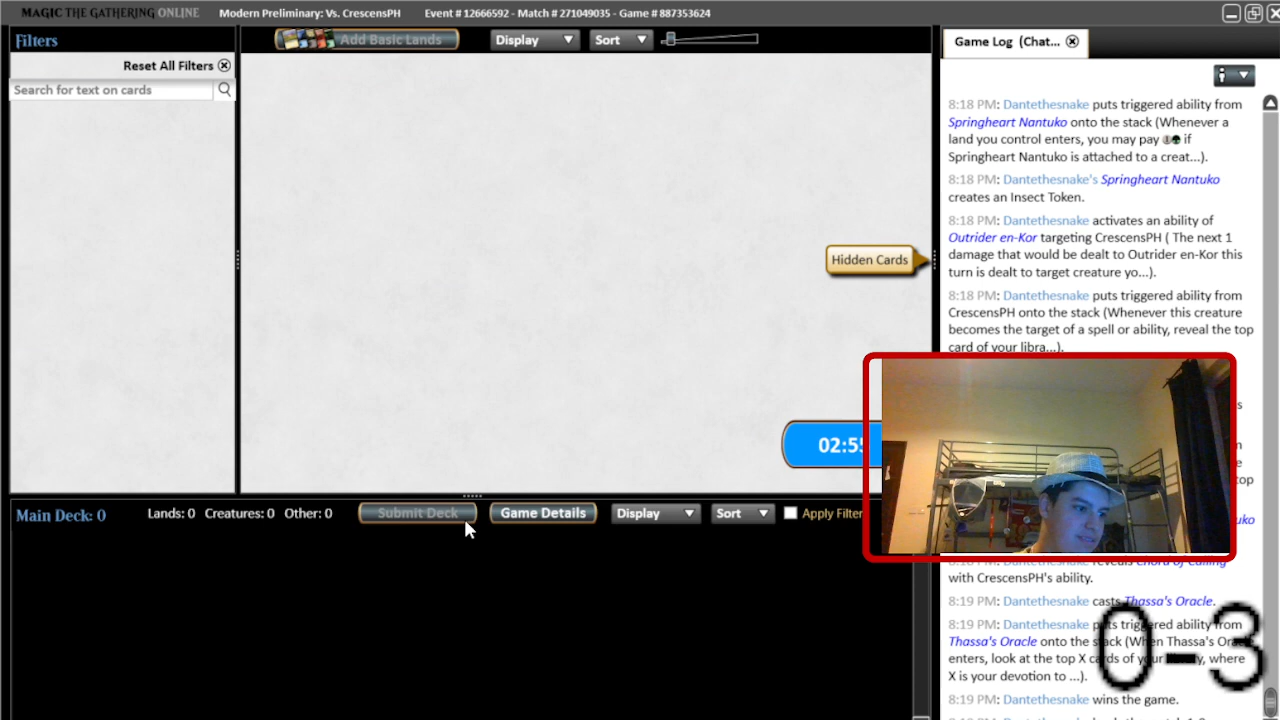 MAGIC THE GATHERING ONLINE
Modern Preliminary: Vs. CrescensPH
Event # 12666592 - Match # 271049035 - Game # 887353624
Filters
Reset All Filters
Search for text on cards
Add Basic Lands
Display
Sort
Game Log (Chat...
8:18 PM: Dantethesnake puts triggered ability from
Springheart Nantuko onto the stack (Whenever a
land you control enters, you may pay 1 if
Springheart Nantuko is attached to a creat...).
8:18 PM: Dantethesnake's Springheart Nantuko
creates an Insect Token.
8:18 PM: Dantethesnake activates an ability of
Outrider en-Kor targeting CrescensPH ( The next 1
damage that would be dealt to Outrider en-Kor this
turn is dealt to target creature yo...).
8:18 PM: Dantethesnake puts triggered ability from
CrescensPH onto the stack (Whenever this creature
becomes the target of a spell or ability, reveal the top
card of your libra...).
Hidden Cards
with CrescensPH's ability.
8:19 PM: Dantethesnake casts Thassa's Oracle.
8:19 PM: Dantethesnake puts triggered ability from
Thassa's Oracle onto the stack (When Thassa's Oracle
enters, look at the top X cards of your library, where
X is your devotion to ...).
8:19 PM: Dantethesnake wins the game.
0-3
02:55
Main Deck: 0
Lands: 0 Creatures: 0 Other: 0
Submit Deck
Game Details
Display
Sort
Apply Filter